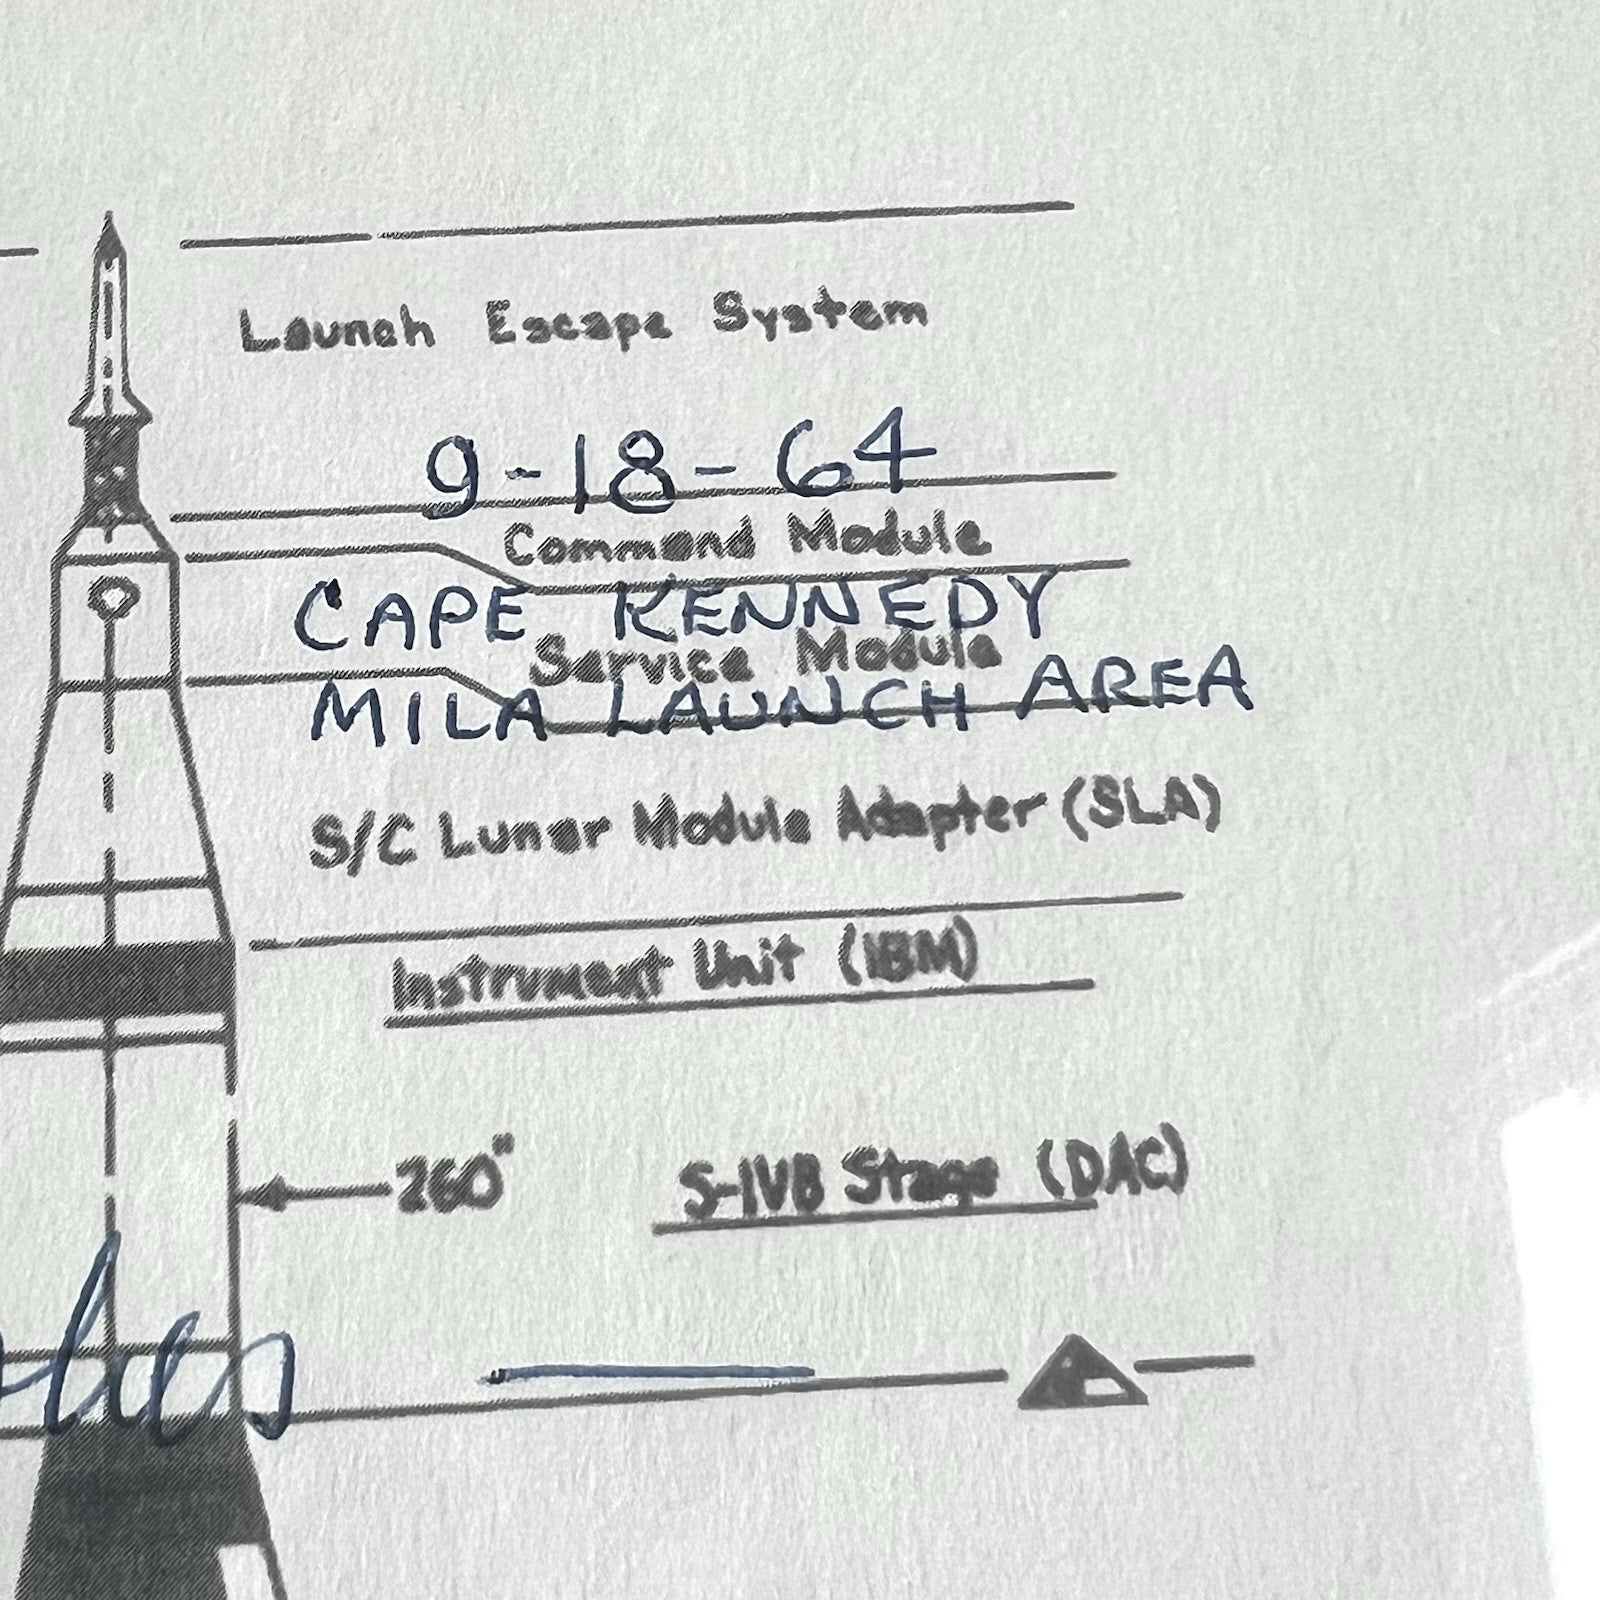 Launch Escape System
9-18-64
Command Module
CAPE KENNEDY
Service Module
MILA LAUNCH AREA
S/C Lunar Module Adapter (SLA)
Instrument Unit (IBM)
260" S-IVB Stage (DAC)